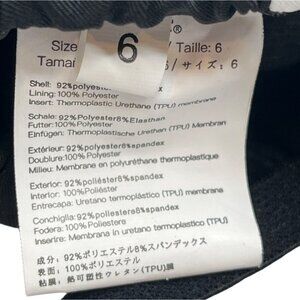 6
Size
/ Taille: 6
Tamañ
/ サイズ: 6
Shell: 92%polyester8%
Lining: 100% Polyester
Insert: Thermoplastic Urethane (TPU) membrane
Schale: 92%polyester8%Elasthan
Futter:100% Polyester
Einfügen: Thermoplastische Urethan (TPU) Membran
Extérieur: 92%polyester8%spandex
Doublure:100% Polyester
Milieu: Membrane en polyuréthane thermoplastique
Exterior: 92%poliéster8%spandex
Interior: 100% Poliéster
Entrecapa: Uretano termoplástico (TPU) membrana
Conchiglia: 92%poliestere8%spandex
Fodera: 100% Poliestere
Inserire: Membrana in uretano termoplastico (TPU)
成分: 92%ポリエステル8%スパンデックス
表面: 100%ポリエステル
粘膜: 熱可塑性ウレタン (TPU)膜